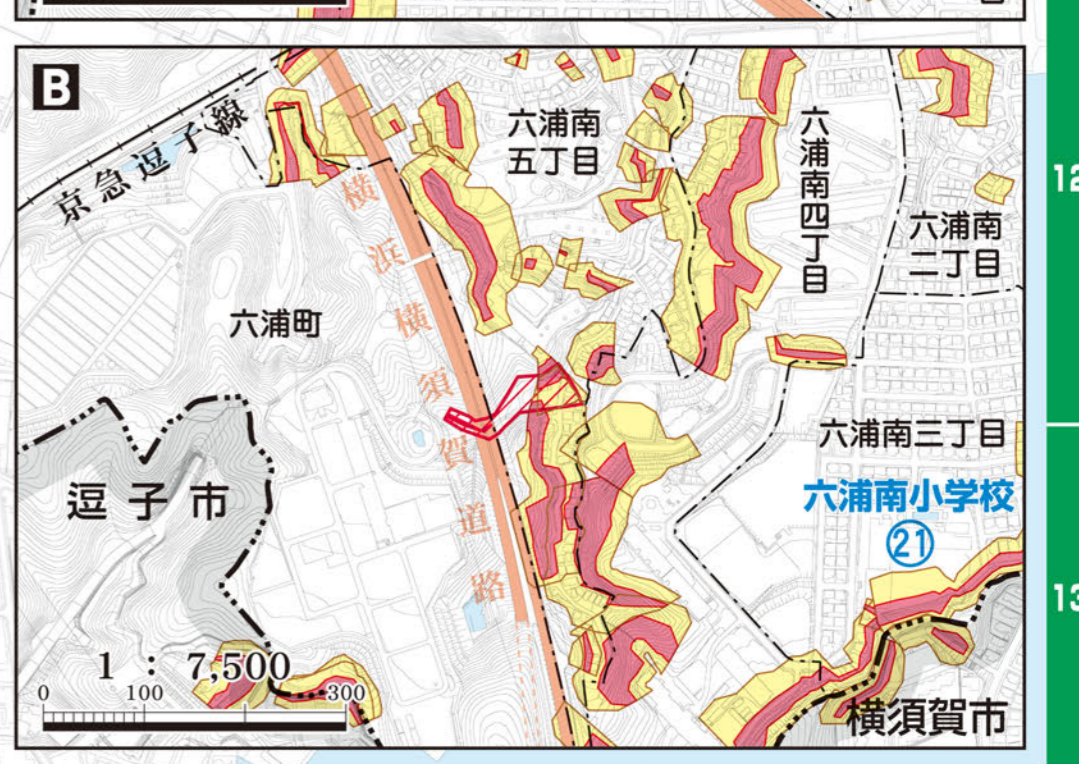 B
京急逗子線
横浜横須賀道路
六浦南
五丁目
六浦南四丁目
六浦南
二丁目
六浦町
六浦南三丁目
逗子市
六浦南小学校
㉑
1 : 7,500
0 100 300
横須賀市
12
13